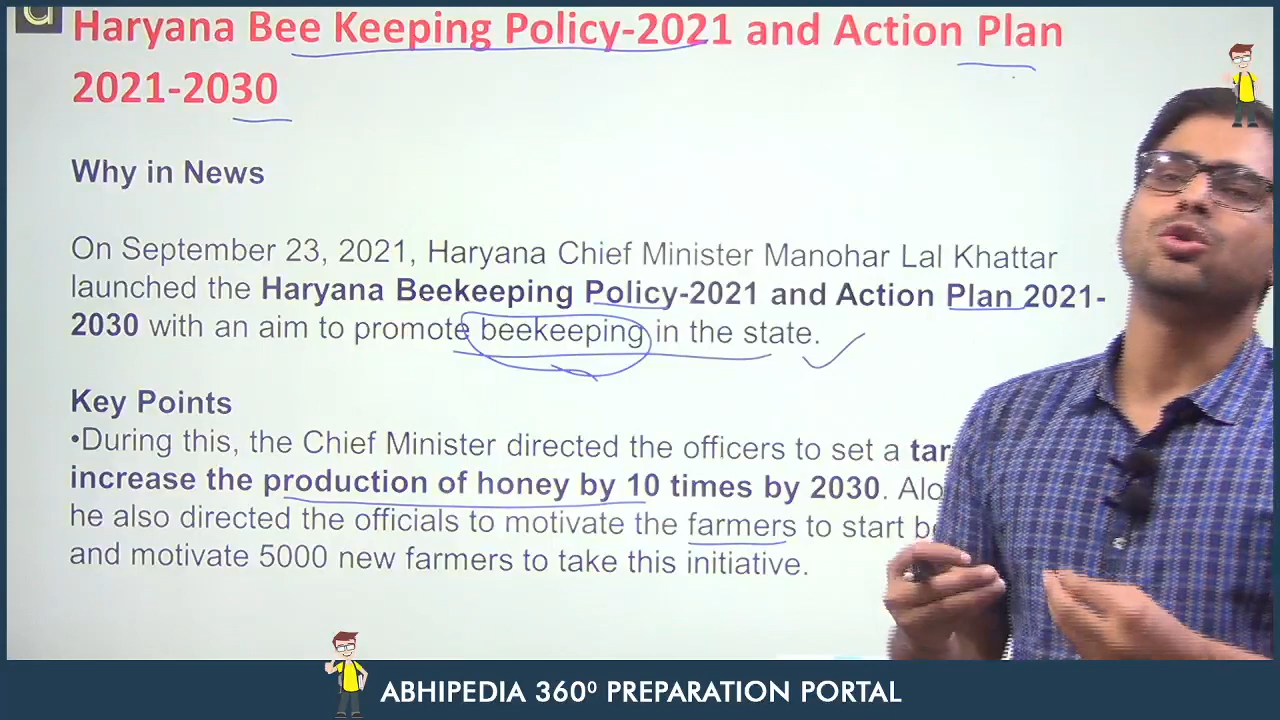 Haryana Bee Keeping Policy-2021 and Action Plan
2021-2030
Why in News
On September 23, 2021, Haryana Chief Minister Manohar Lal Khattar
launched the Haryana Beekeeping Policy-2021 and Action Plan 2021-
2030 with an aim to promote beekeeping in the state.
Key Points
•During this, the Chief Minister directed the officers to set a
increase the production of honey by 10 times by 2030.
he also directed the officials to motivate the farmers to start
and motivate 5000 new farmers to take this initiative.
ABHIPEDIA 360⁰ PREPARATION PORTAL